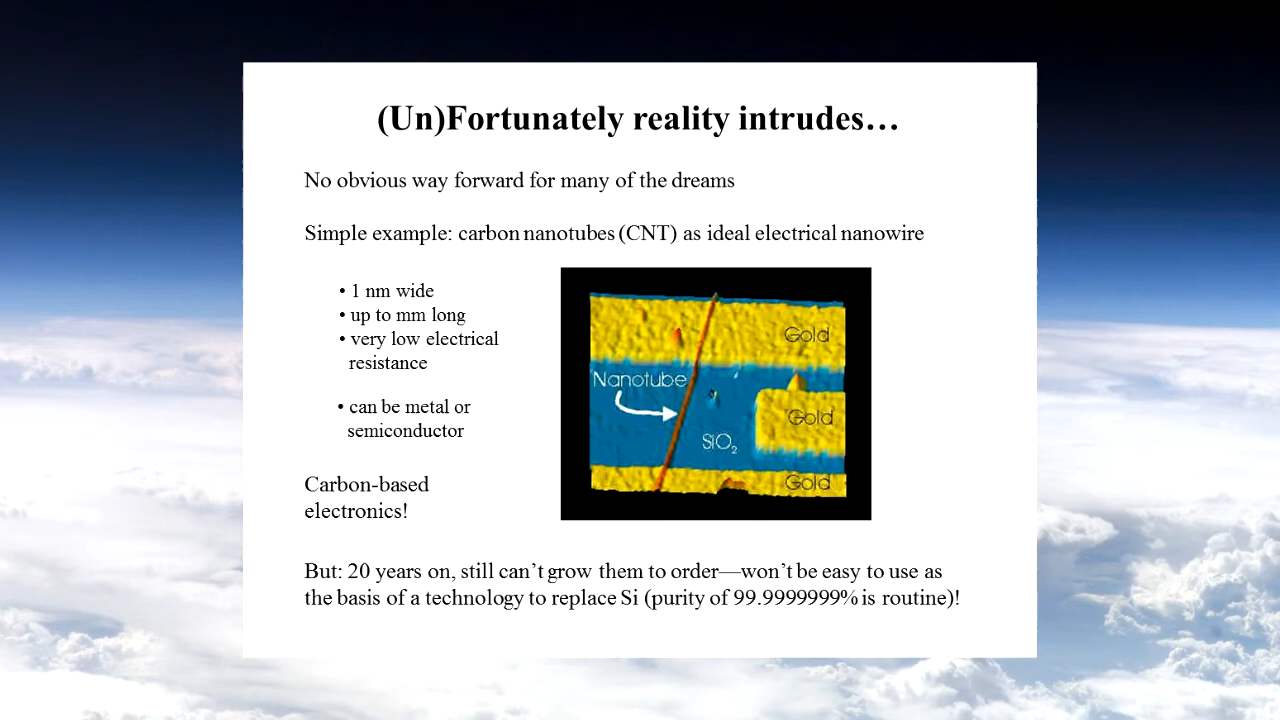 (Un)Fortunately reality intrudes…
No obvious way forward for many of the dreams
Simple example: carbon nanotubes (CNT) as ideal electrical nanowire
• 1 nm wide
• up to mm long
• very low electrical
resistance
• can be metal or
semiconductor
Carbon-based
electronics!
Gold
Nanotube
Gold
SiO₂
Gold
But: 20 years on, still can’t grow them to order—won’t be easy to use as
the basis of a technology to replace Si (purity of 99.9999999% is routine)!